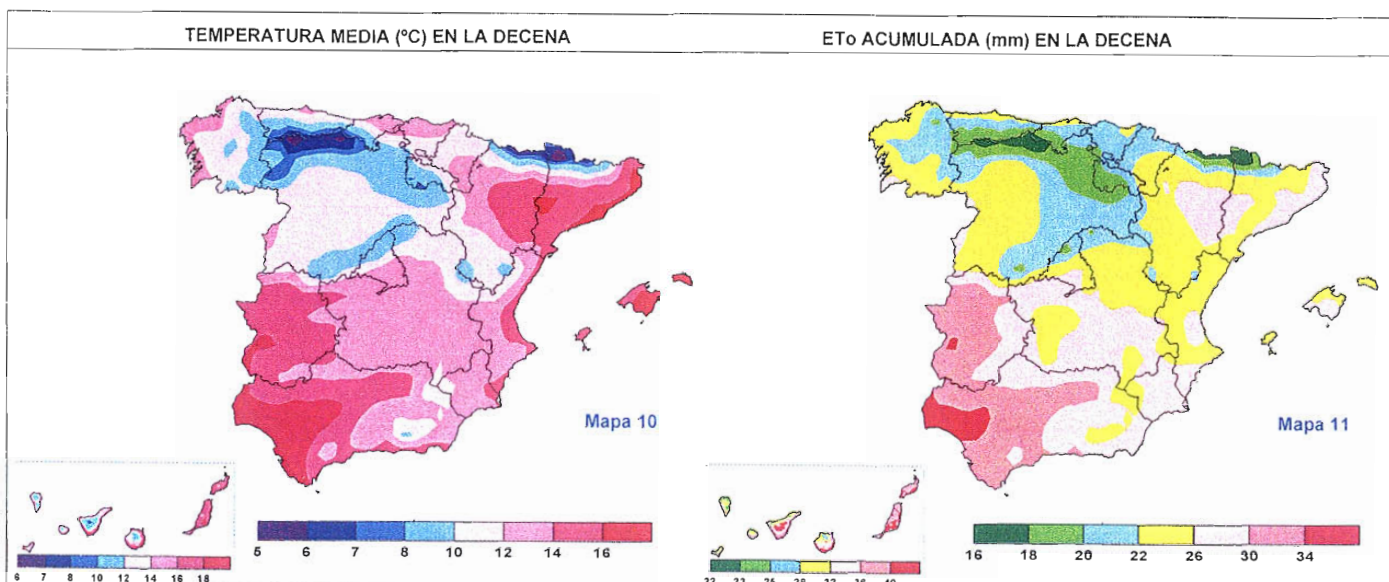 TEMPERATURA MEDIA (ºC) EN LA DECENA
ETo ACUMULADA (mm) EN LA DECENA
Mapa 10
Mapa 11
5 6 7 8 10 12 14 16
16 18 20 22 26 30 34
6 7 8 10 12 14 16 18